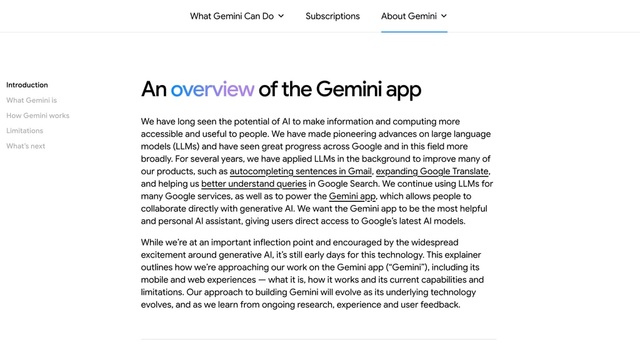 What Gemini Can Do
Subscriptions
About Gemini
Introduction
What Gemini is
How Gemini works
Limitations
What's next
An overview of the Gemini app
We have long seen the potential of AI to make information and computing more
accessible and useful to people. We have made pioneering advances on large language
models (LLMs) and have seen great progress across Google and in this field more
broadly. For several years, we have applied LLMs in the background to improve many of
our products, such as autocompleting sentences in Gmail, expanding Google Translate,
and helping us better understand queries in Google Search. We continue using LLMs for
many Google services, as well as to power the Gemini app, which allows people to
collaborate directly with generative AI. We want the Gemini app to be the most helpful
and personal AI assistant, giving users direct access to Google's latest AI models.
While we're at an important inflection point and encouraged by the widespread
excitement around generative AI, it's still early days for this technology. This explainer
outlines how we're approaching our work on the Gemini app ("Gemini"), including its
mobile and web experiences — what it is, how it works and its current capabilities and
limitations. Our approach to building Gemini will evolve as its underlying technology
evolves, and as we learn from ongoing research, experience and user feedback.